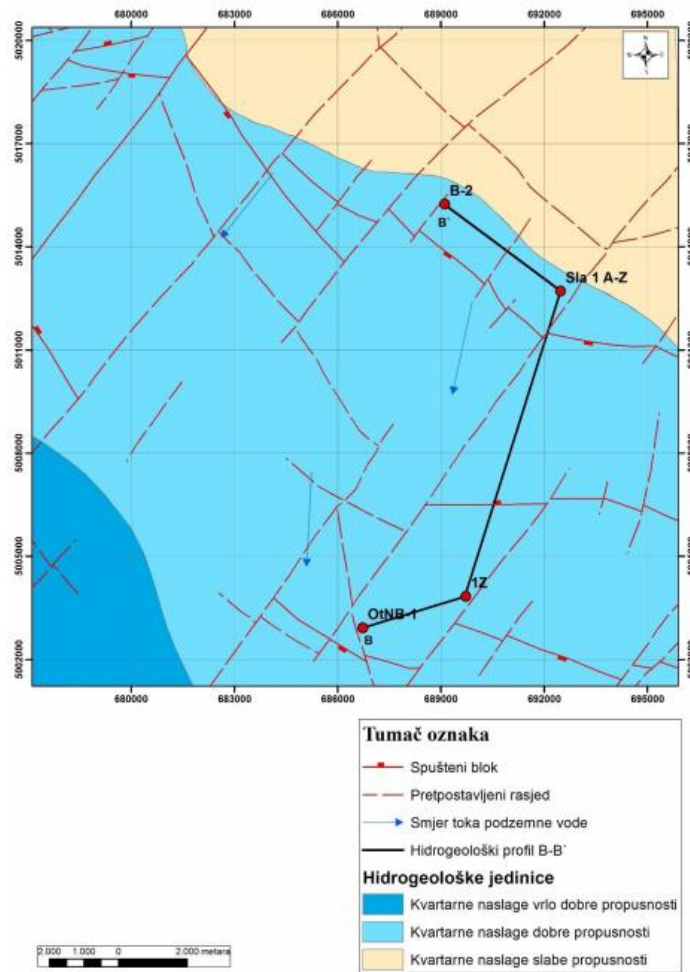 680000 683000 686000 689000 692000 695000
5020000
5017000
5014000
5011000
5008000
5005000
5002000
N
B-2
B`
Sla 1 A-Z
1Z
OtNB-1
B
680000 683000 686000 689000 692000 695000
Tumač oznaka
Spušteni blok
Pretpostavljeni rasjed
Smjer toka podzemne vode
Hidrogeološki profil B-B`
Hidrogeološke jedinice
Kvartarne naslage vrlo dobre propusnosti
Kvartarne naslage dobre propusnosti
Kvartarne naslage slabe propusnosti
2.000 1.000 0 2.000 metara